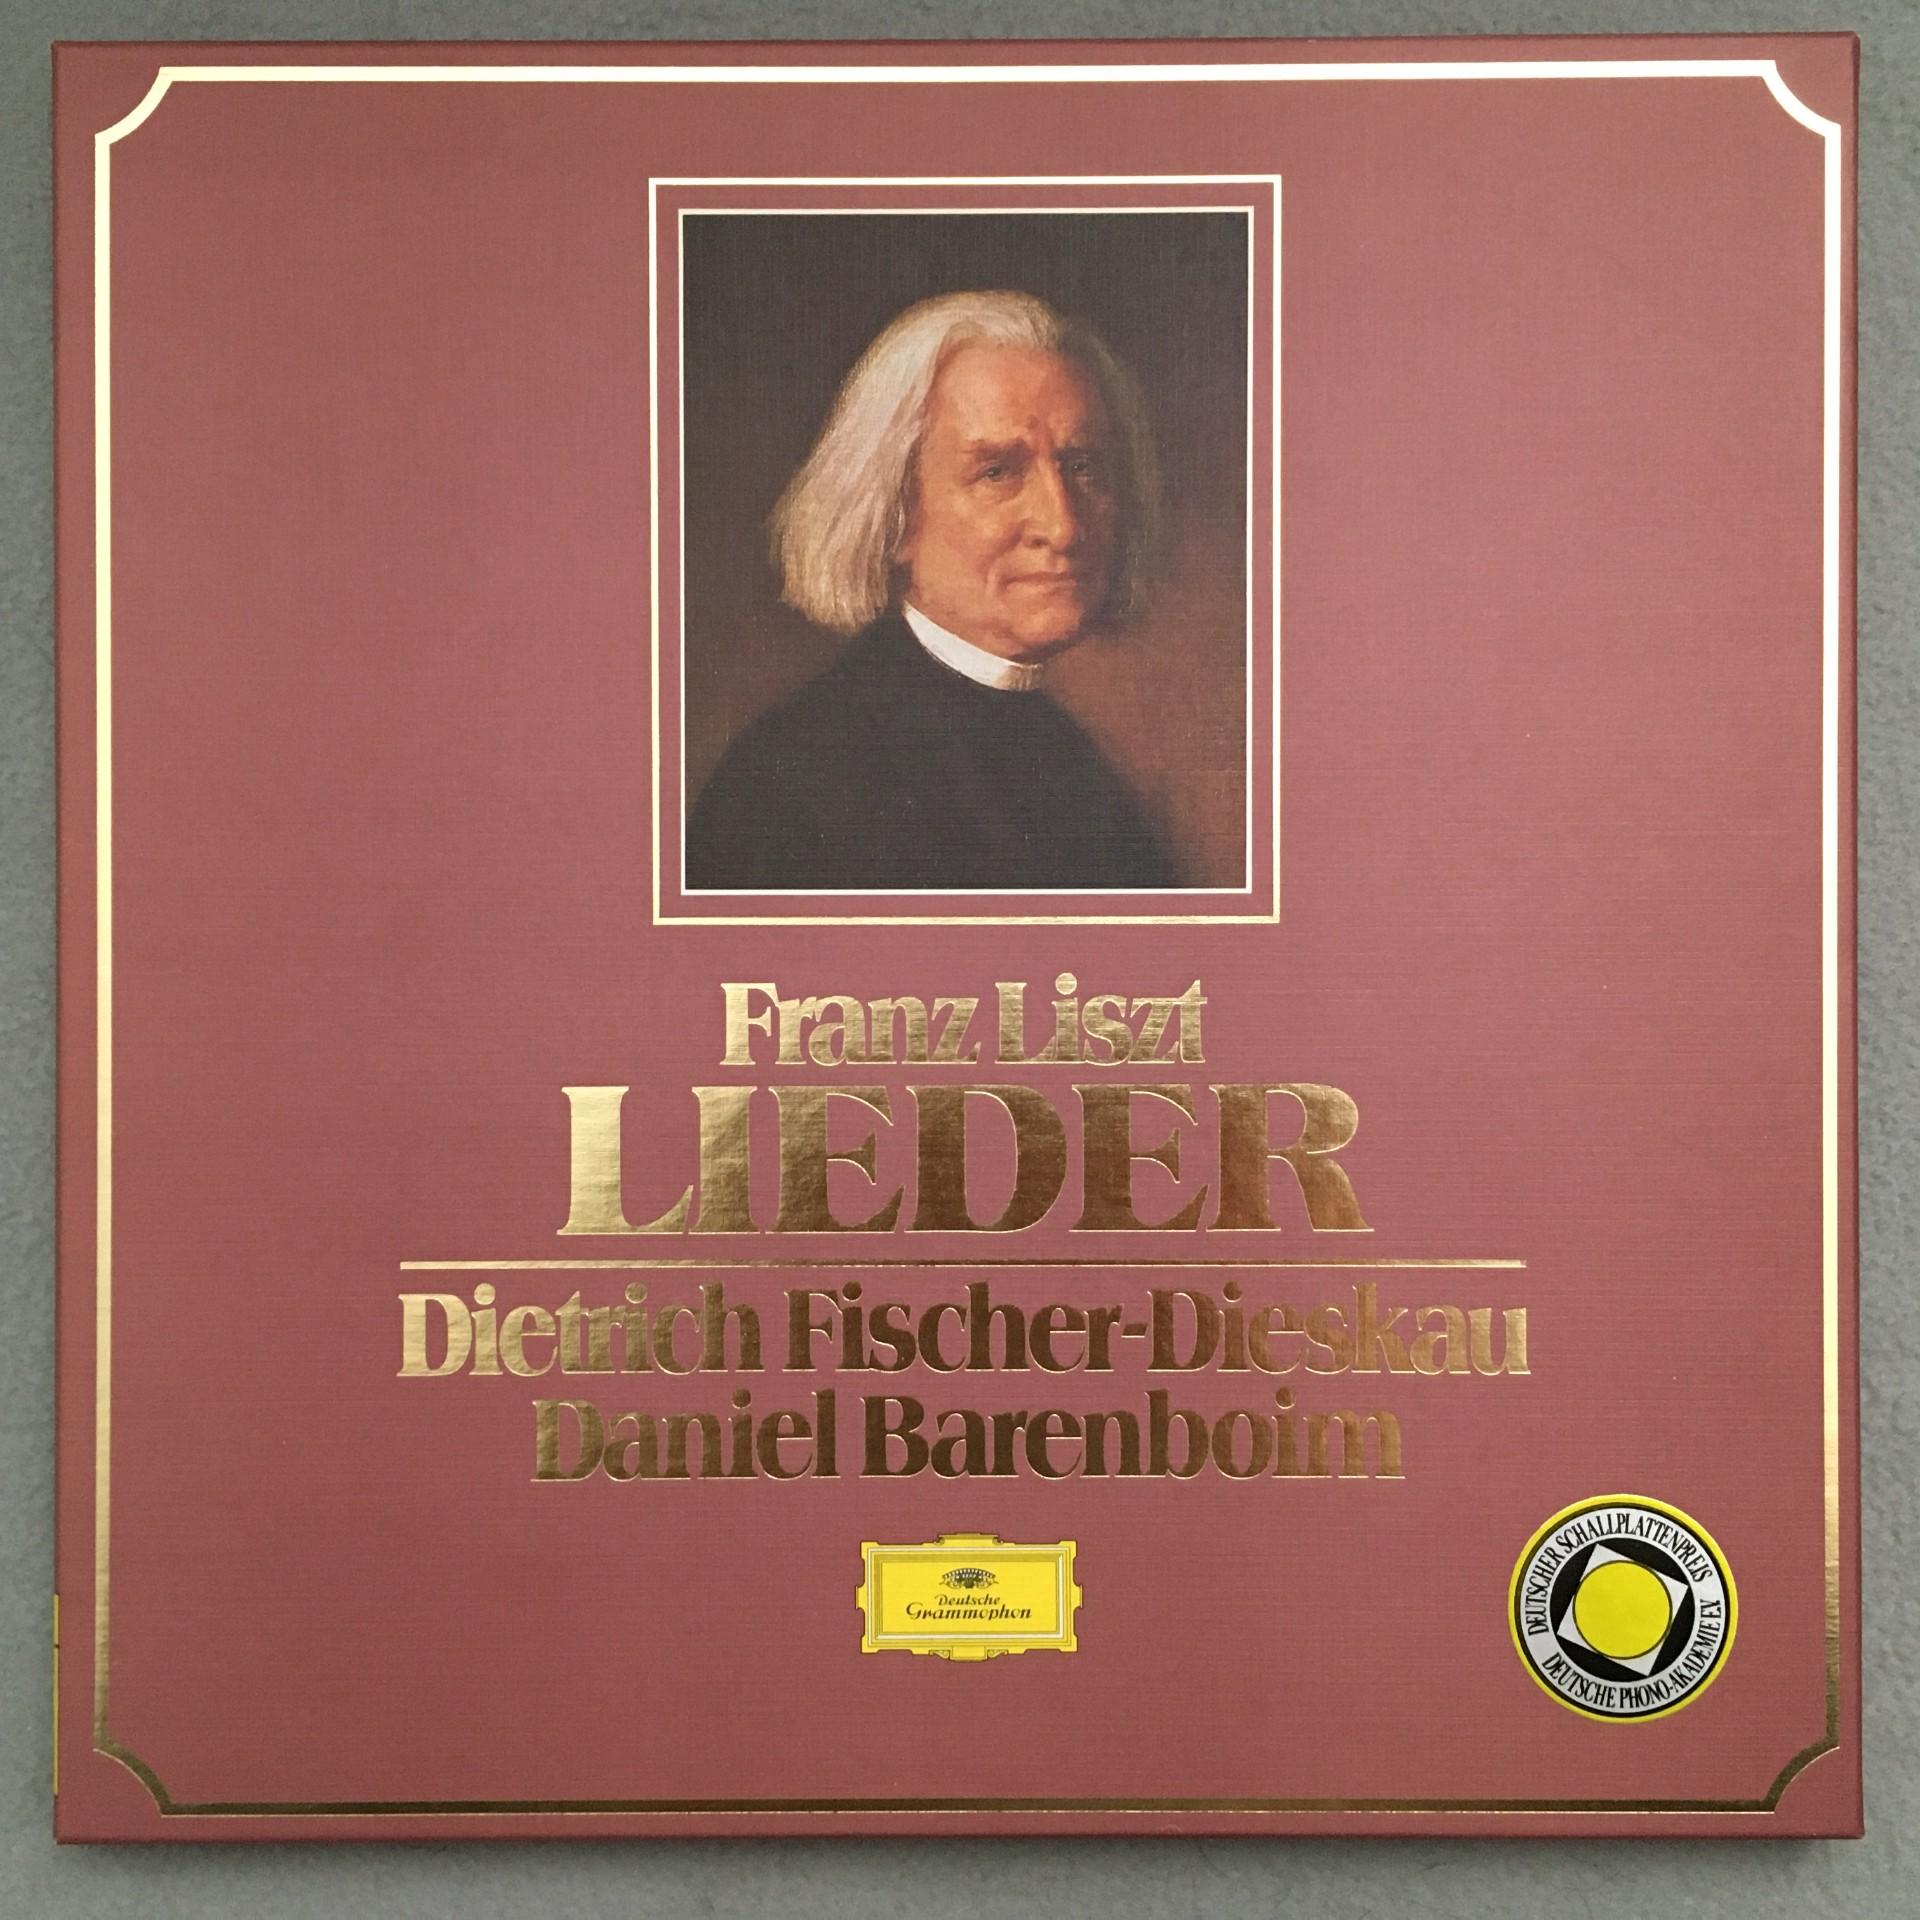 Franz Liszt
LIEDER
Dietrich Fischer-Dieskau
Daniel Barenboim
Deutsche
Grammophon
DEUTSCHER SCHALLPLATTENPREIS
DEUTSCHE PHONO-AKADEMIE E.V.